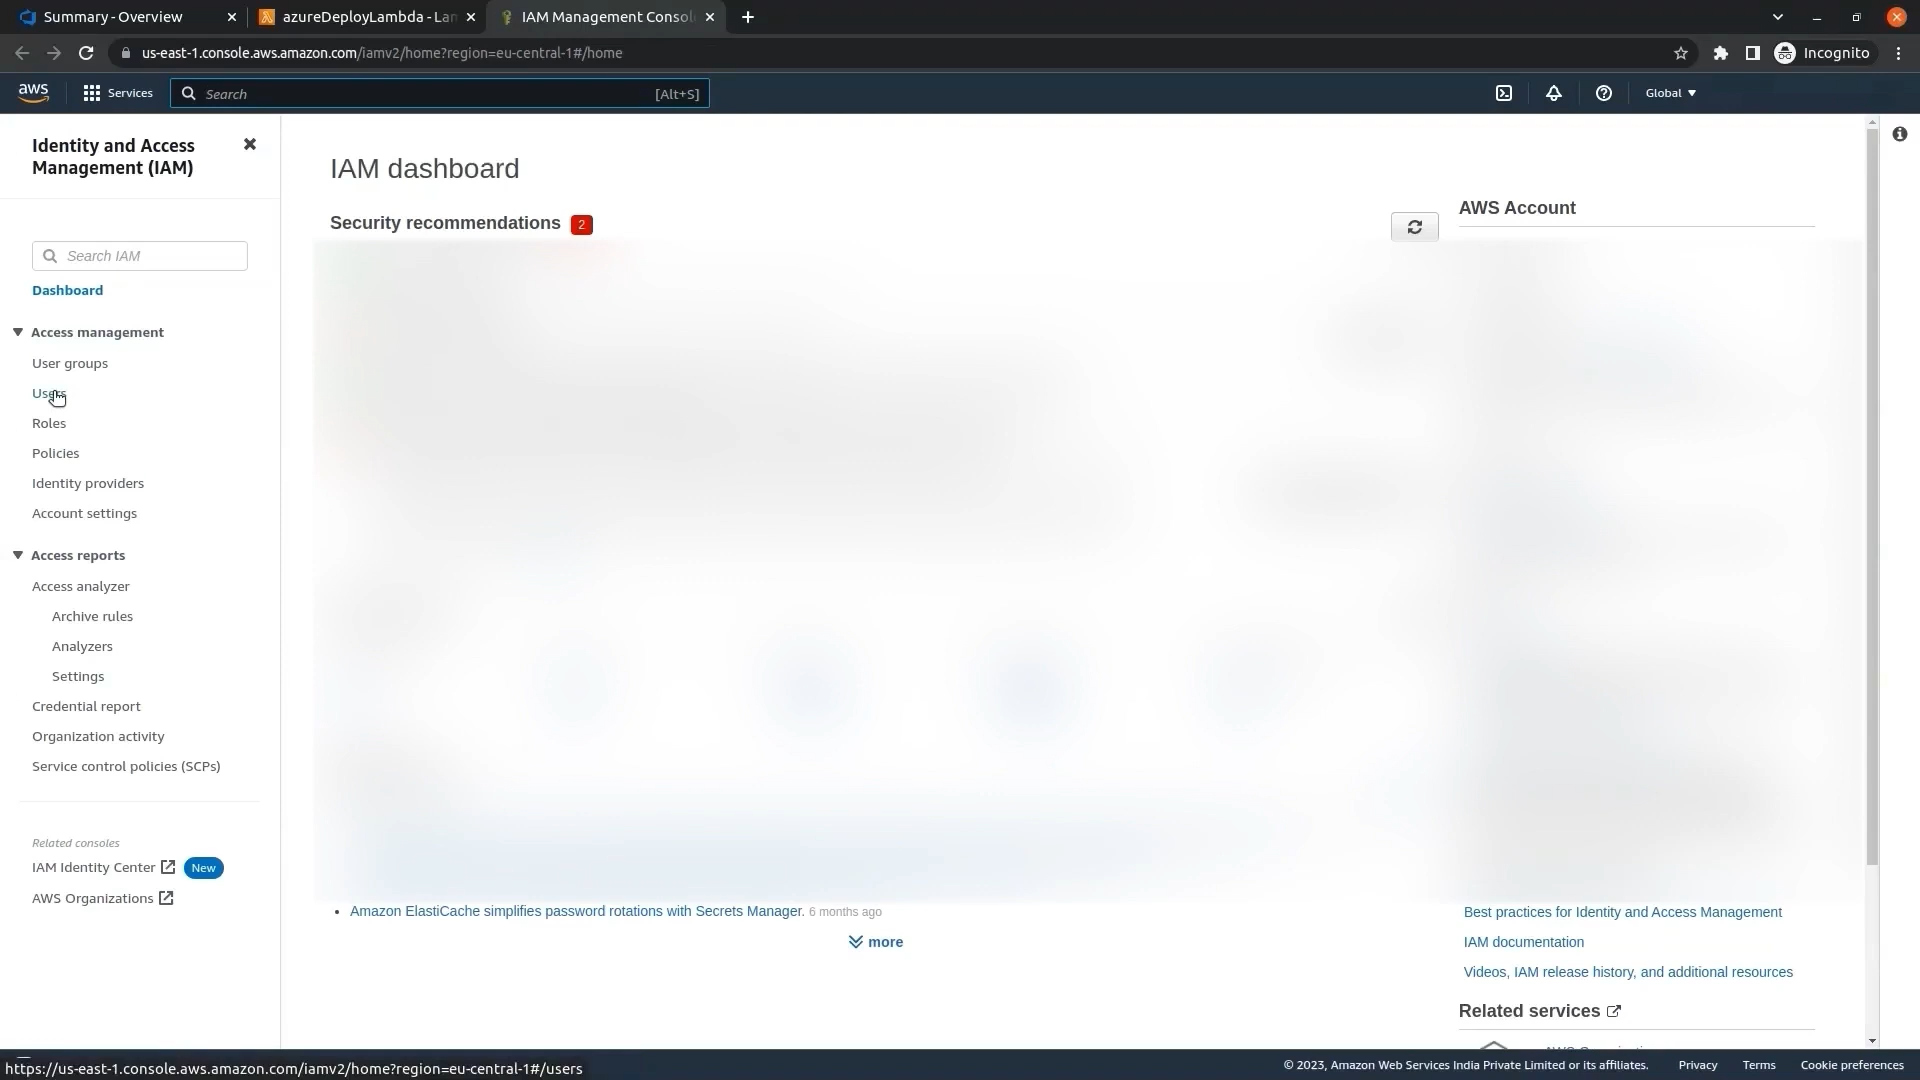 Summary - Overview
azureDeployLambda - Lam
IAM Management Consol
us-east-1.console.aws.amazon.com/iamv2/home?region=eu-central-1#/home
Incognito
aws
Services
Search
[Alt+S]
Global
Identity and Access
Management (IAM)
Search IAM
Dashboard
Access management
User groups
Users
Roles
Policies
Identity providers
Account settings
Access reports
Access analyzer
Archive rules
Analyzers
Settings
Credential report
Organization activity
Service control policies (SCPs)
Related consoles
IAM Identity Center
New
AWS Organizations
IAM dashboard
Security recommendations 2
AWS Account
Amazon ElastiCache simplifies password rotations with Secrets Manager. 6 months ago
more
Best practices for Identity and Access Management
IAM documentation
Videos, IAM release history, and additional resources
Related services
https://us-east-1.console.aws.amazon.com/iamv2/home?region=eu-central-1#/users
© 2023, Amazon Web Services India Private Limited or its affiliates.
Privacy
Terms
Cookie preferences